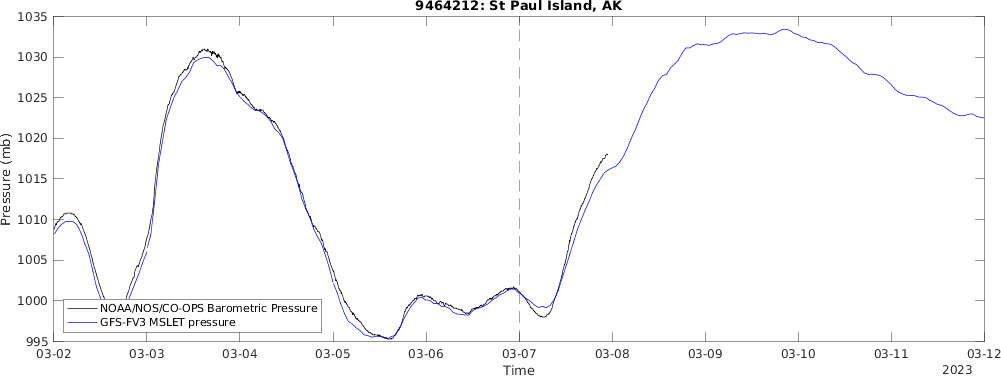 9464212: St Paul Island, AK
1035
1030
1025
1020
1015
1010
1005
1000
995
Pressure (mb)
NOAA/NOS/CO-OPS Barometric Pressure
GFS-FV3 MSLET pressure
03-02 03-03 03-04 03-05 03-06 03-07 03-08 03-09 03-10 03-11 03-12
Time
2023